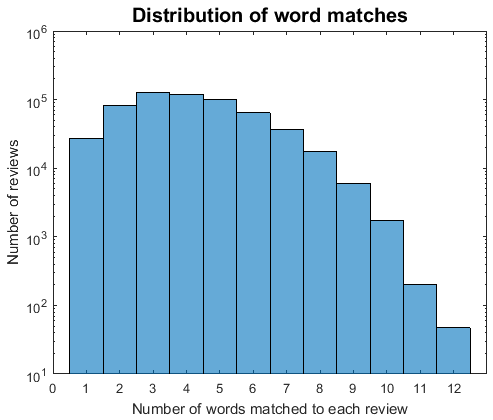 Distribution of word matches
10^6
10^5
10^4
10^3
10^2
10^1
Number of reviews
0 1 2 3 4 5 6 7 8 9 10 11 12
Number of words matched to each review